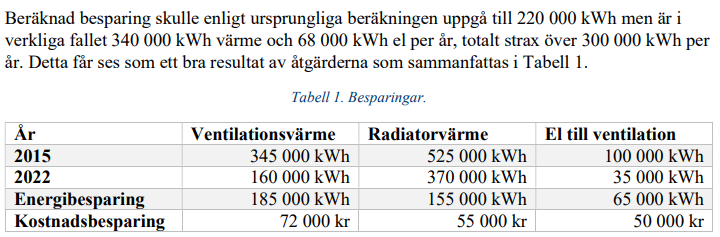 Beräknad besparing skulle enligt ursprungliga beräkningen uppgå till 220 000 kWh men är i
verkliga fallet 340 000 kWh värme och 68 000 kWh el per år, totalt strax över 300 000 kWh per
år. Detta får ses som ett bra resultat av åtgärderna som sammanfattas i Tabell 1.
Tabell 1. Besparingar.
År Ventilationsvärme Radiatorvärme El till ventilation
2015 345 000 kWh 525 000 kWh 100 000 kWh
2022 160 000 kWh 370 000 kWh 35 000 kWh
Energibesparing 185 000 kWh 155 000 kWh 65 000 kWh
Kostnadsbesparing 72 000 kr 55 000 kr 50 000 kr